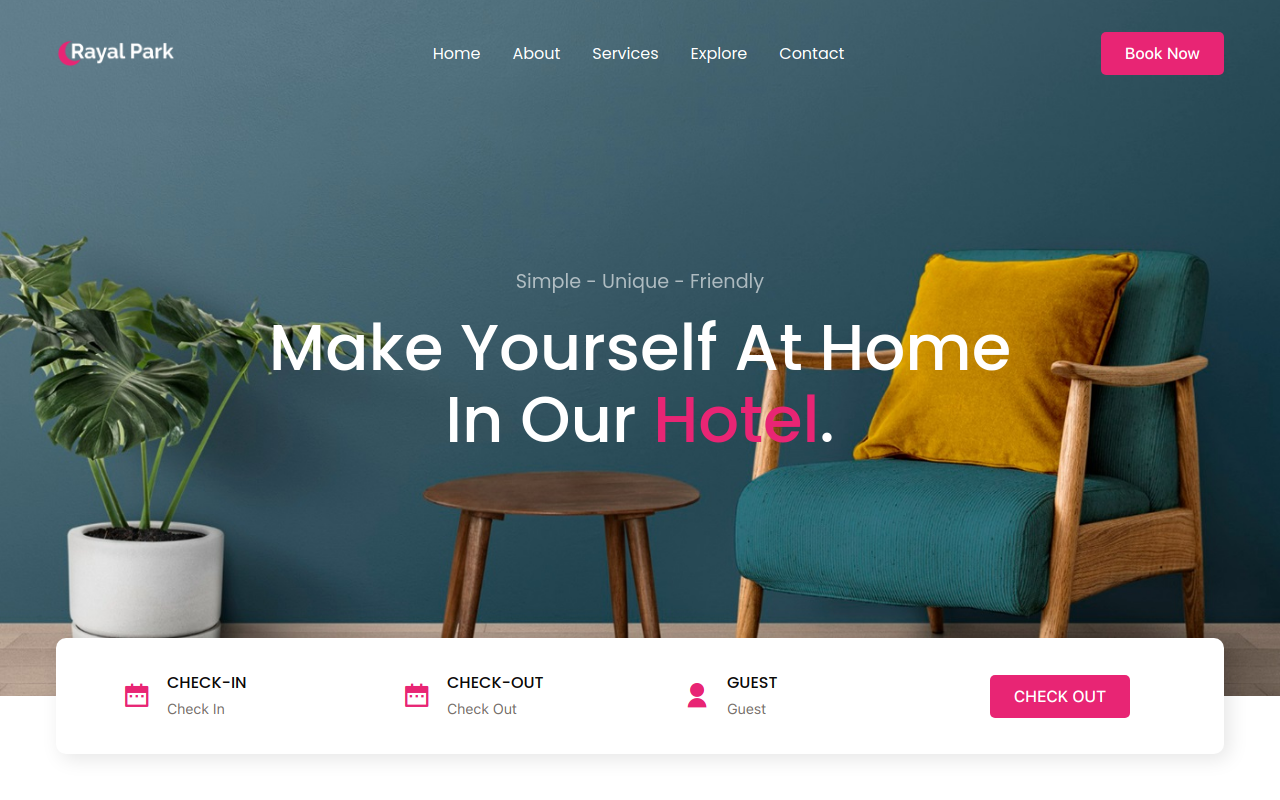 Rayal Park
Home About Services Explore Contact
Book Now
Simple - Unique - Friendly
Make Yourself At Home
In Our Hotel.
CHECK-IN
Check In
CHECK-OUT
Check Out
GUEST
Guest
CHECK OUT